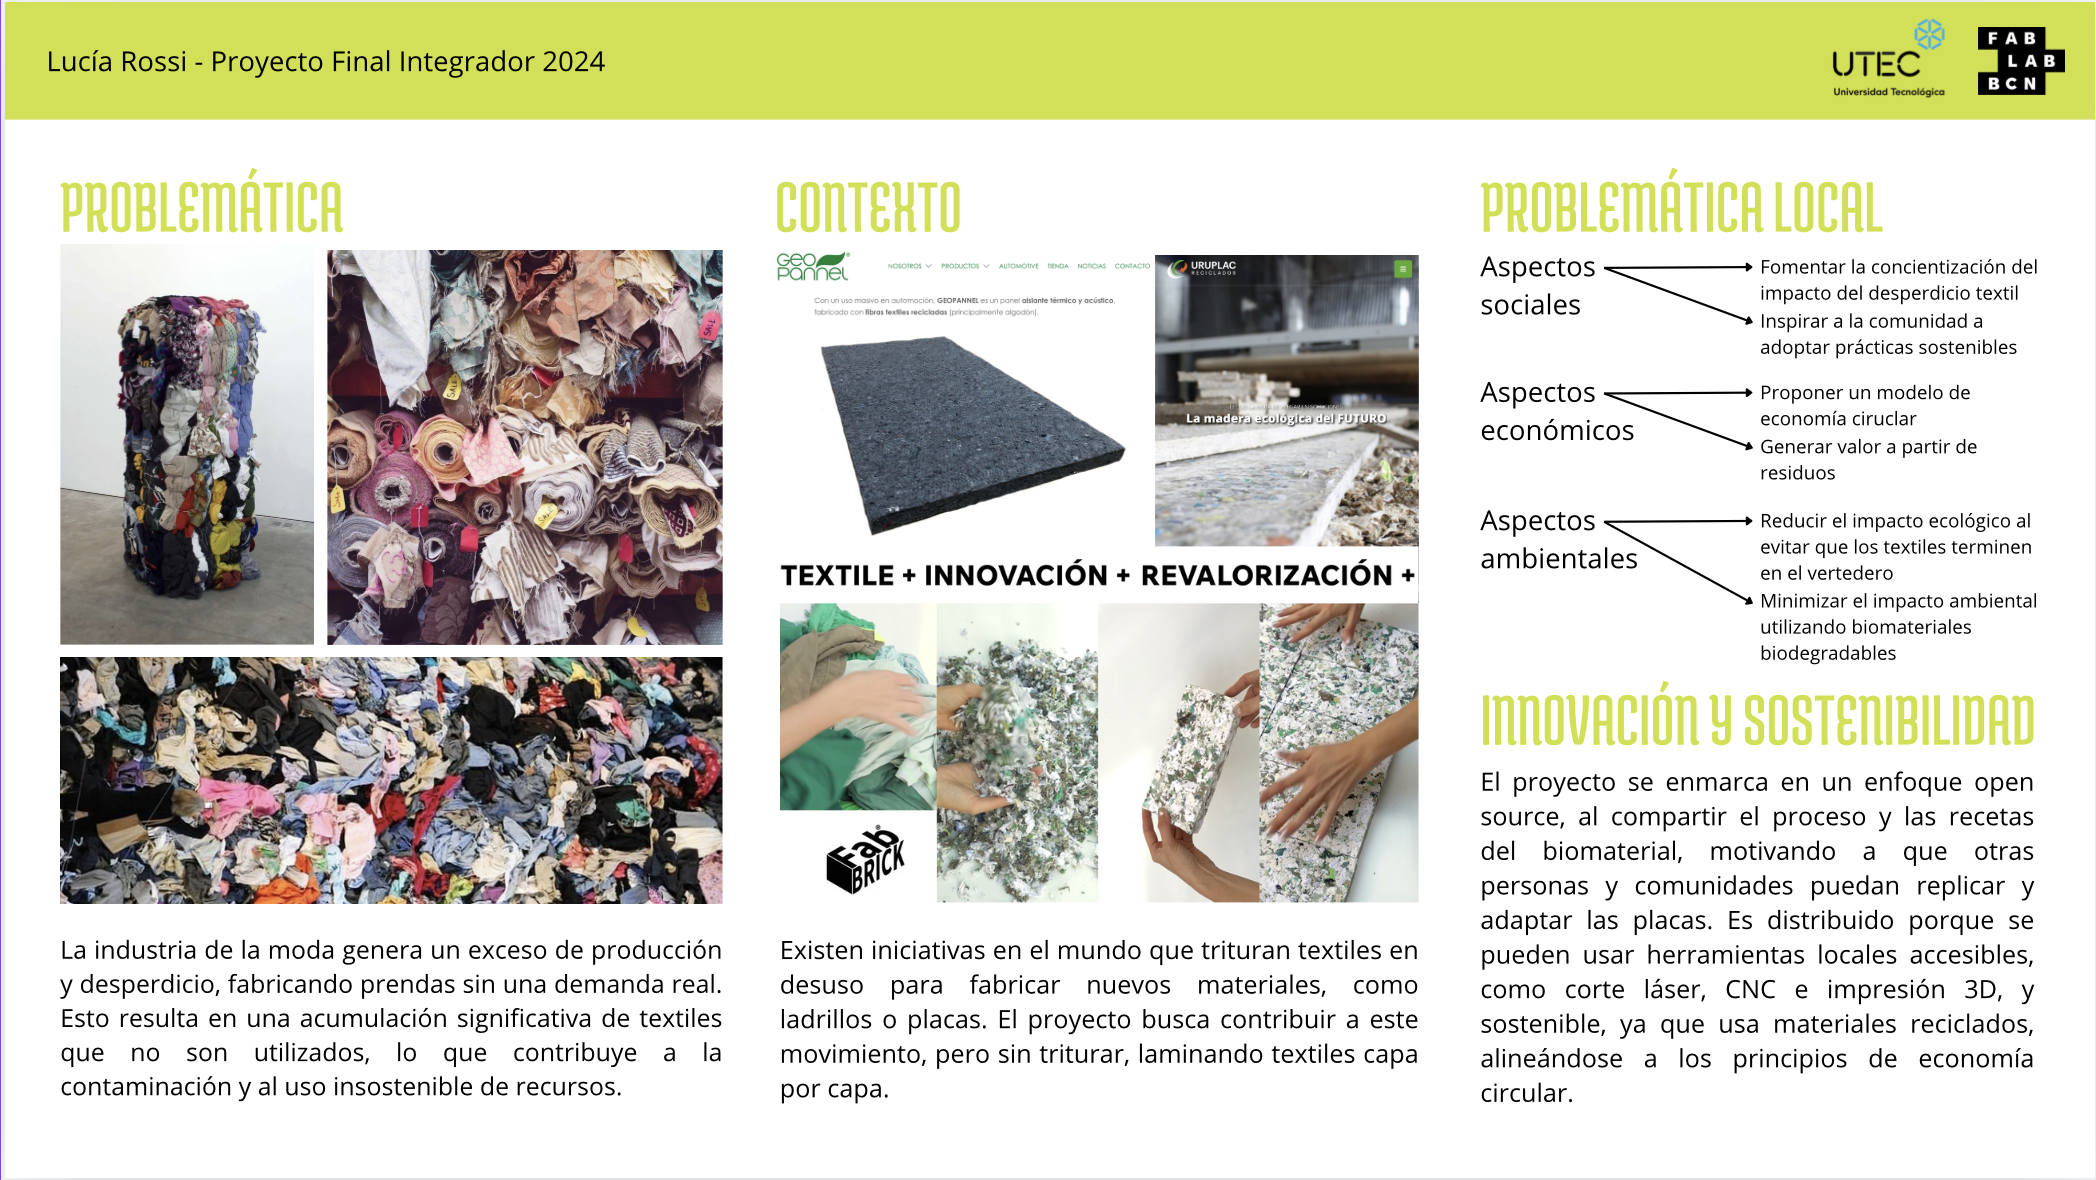 Lucía Rossi - Proyecto Final Integrador 2024
UTEC
Universidad Tecnológica
FAB
LAB
BCN
PROBLEMÁTICA
SALE
SALE
SALE
La industria de la moda genera un exceso de producción
y desperdicio, fabricando prendas sin una demanda real.
Esto resulta en una acumulación significativa de textiles
que no son utilizados, lo que contribuye a la
contaminación y al uso insostenible de recursos.
CONTEXTO
GEO PANNEL®
NOSOTROS PRODUCTOS AUTOMOTIVE TIENDA NOTICIAS CONTACTO
Con un uso masivo en automoción, GEOPANNEL es un panel aislante térmico y acústico,
fabricado con fibras textiles recicladas (principalmente algodón).
URUPLAC
RECICLADOS
La madera ecológica del FUTURO
TEXTILE + INNOVACIÓN + REVALORIZACIÓN +
Fab®
BRICK
Existen iniciativas en el mundo que trituran textiles en
desuso para fabricar nuevos materiales, como
ladrillos o placas. El proyecto busca contribuir a este
movimiento, pero sin triturar, laminando textiles capa
por capa.
PROBLEMÁTICA LOCAL
Aspectos
sociales
Fomentar la concientización del
impacto del desperdicio textil
Inspirar a la comunidad a
adoptar prácticas sostenibles
Aspectos
económicos
Proponer un modelo de
economía ciruclar
Generar valor a partir de
residuos
Aspectos
ambientales
Reducir el impacto ecológico al
evitar que los textiles terminen
en el vertedero
Minimizar el impacto ambiental
utilizando biomateriales
biodegradables
INNOVACIÓN Y SOSTENIBILIDAD
El proyecto se enmarca en un enfoque open
source, al compartir el proceso y las recetas
del biomaterial, motivando a que otras
personas y comunidades puedan replicar y
adaptar las placas. Es distribuido porque se
pueden usar herramientas locales accesibles,
como corte láser, CNC e impresión 3D, y
sostenible, ya que usa materiales reciclados,
alineándose a los principios de economía
circular.